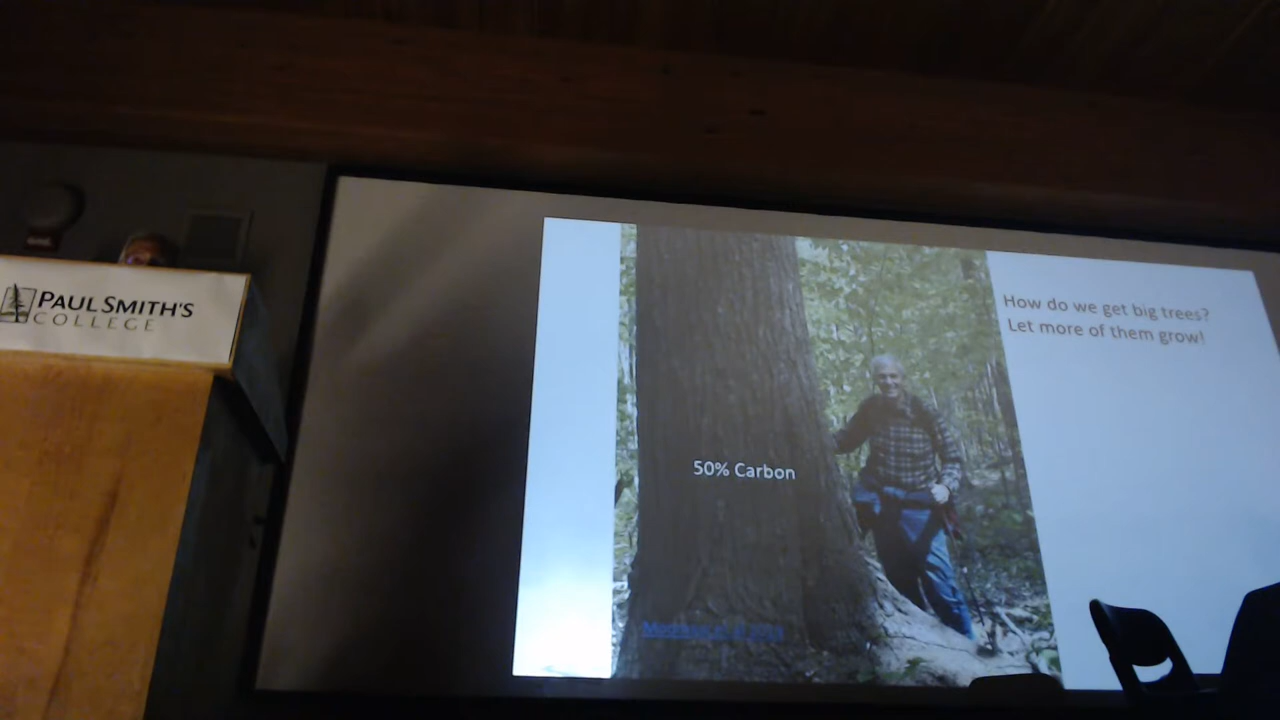 PAUL SMITH'S
COLLEGE
How do we get big trees?
Let more of them grow!
50% Carbon